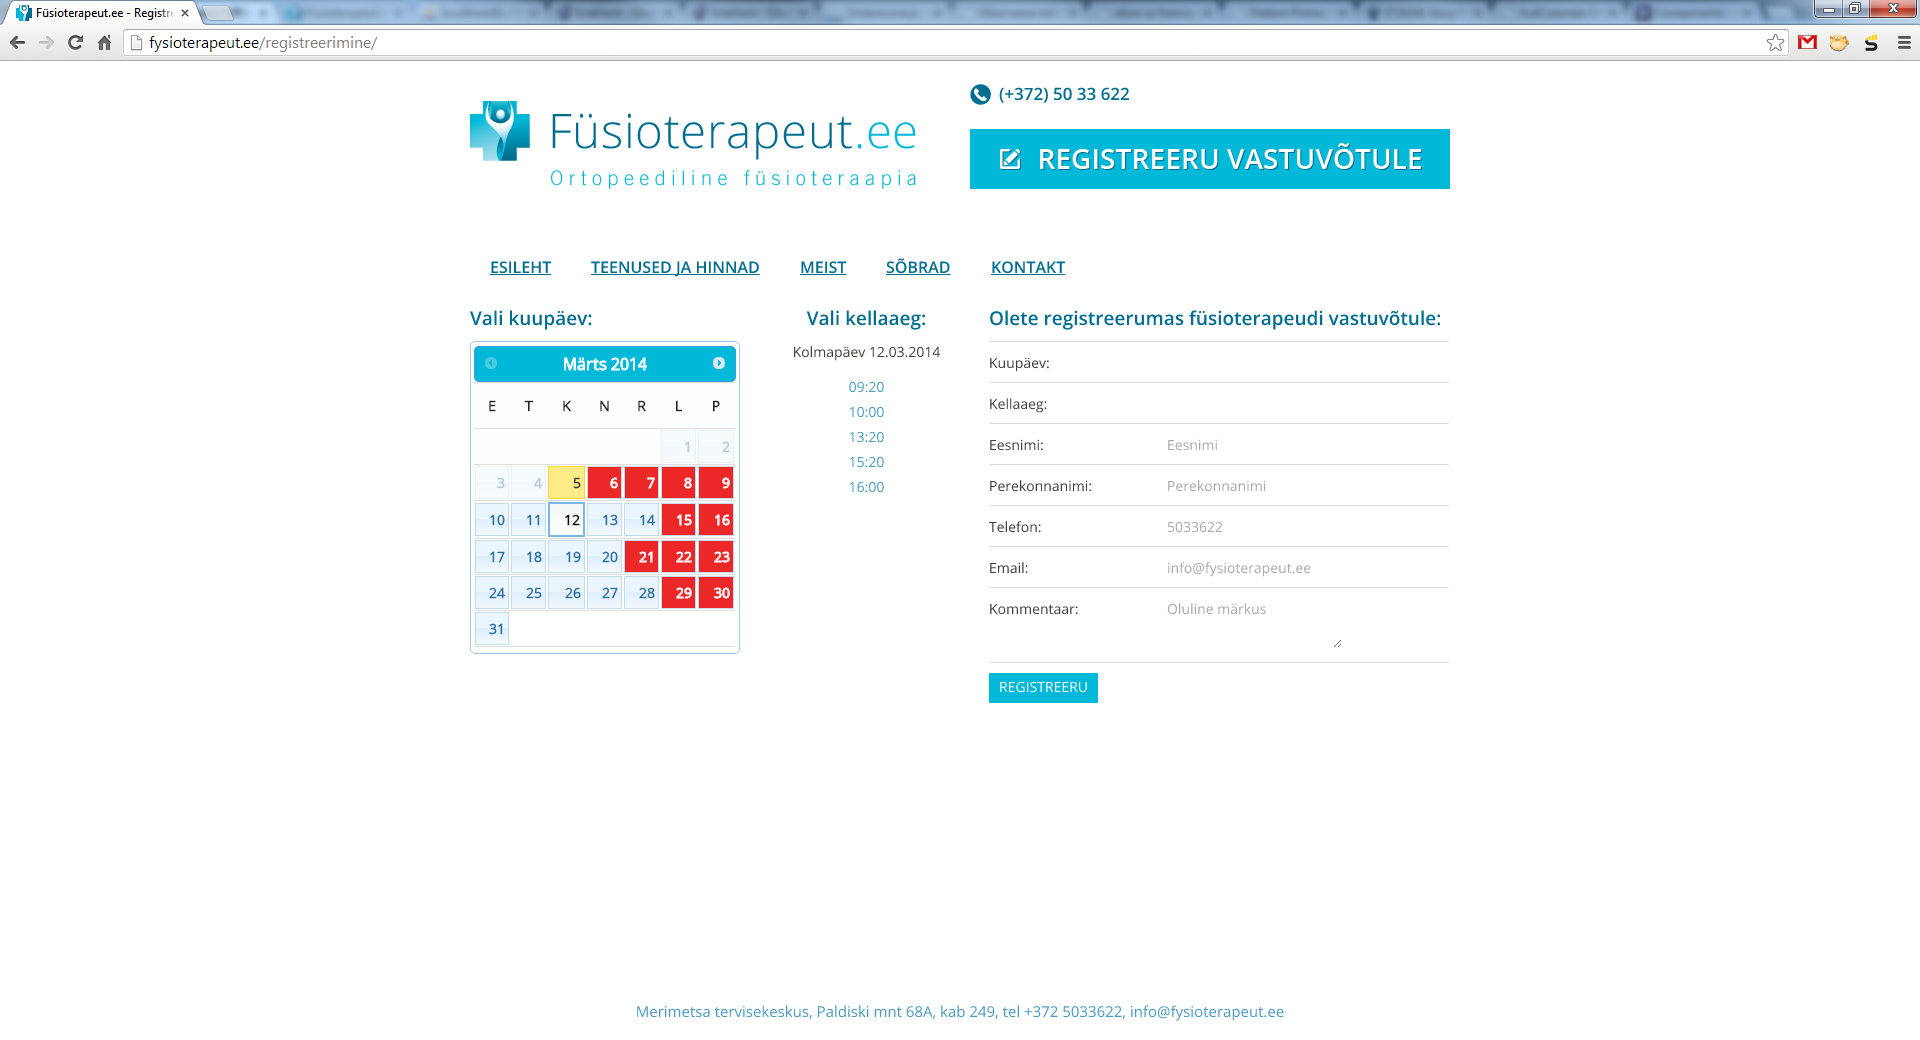 Füsioterapeut.ee - Registr
fysioterapeut.ee/registreerimine/
(+372) 50 33 622
Füsioterapeut.ee
Ortopeediline füsioteraapia
REGISTREERU VASTUVÕTULE
ESILEHT TEENUSED JA HINNAD MEIST SÕBRAD KONTAKT
Vali kuupäev:
Märts 2014
E T K N R L P
1 2
3 4 5 6 7 8 9
10 11 12 13 14 15 16
17 18 19 20 21 22 23
24 25 26 27 28 29 30
31
Vali kellaaeg:
Kolmapäev 12.03.2014
09:20
10:00
13:20
15:20
16:00
Olete registreerumas füsioterapeudi vastuvõtule:
Kuupäev:
Kellaaeg:
Eesnimi: Eesnimi
Perekonnanimi: Perekonnanimi
Telefon: 5033622
Email: info@fysioterapeut.ee
Kommentaar: Oluline märkus
REGISTREERU
Merimetsa tervisekeskus, Paldiski mnt 68A, kab 249, tel +372 5033622, info@fysioterapeut.ee